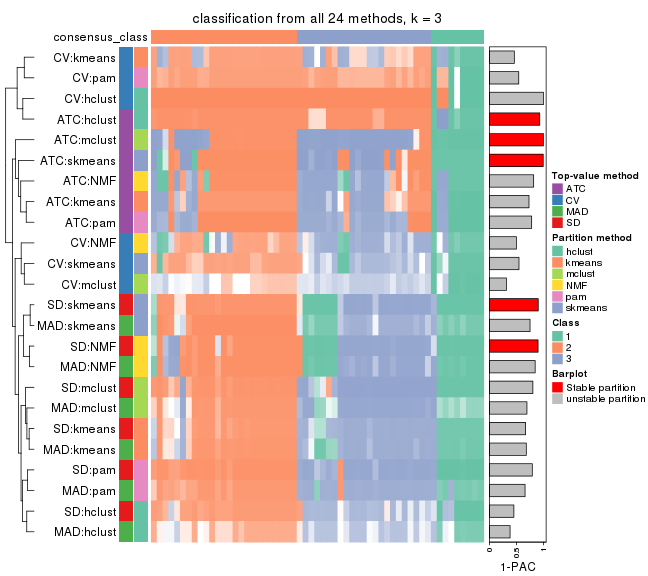 classification from all 24 methods, k = 3
consensus_class
CV:kmeans
CV:pam
CV:hclust
ATC:hclust
ATC:mclust
ATC:skmeans
ATC:NMF
ATC:kmeans
ATC:pam
CV:NMF
CV:skmeans
CV:mclust
SD:skmeans
MAD:skmeans
SD:NMF
MAD:NMF
SD:mclust
MAD:mclust
SD:kmeans
MAD:kmeans
SD:pam
MAD:pam
SD:hclust
MAD:hclust
0
0.5
1
1-PAC
Top-value method
ATC
CV
MAD
SD
Partition method
hclust
kmeans
mclust
NMF
pam
skmeans
Class
1
2
3
Barplot
Stable partition
unstable partition